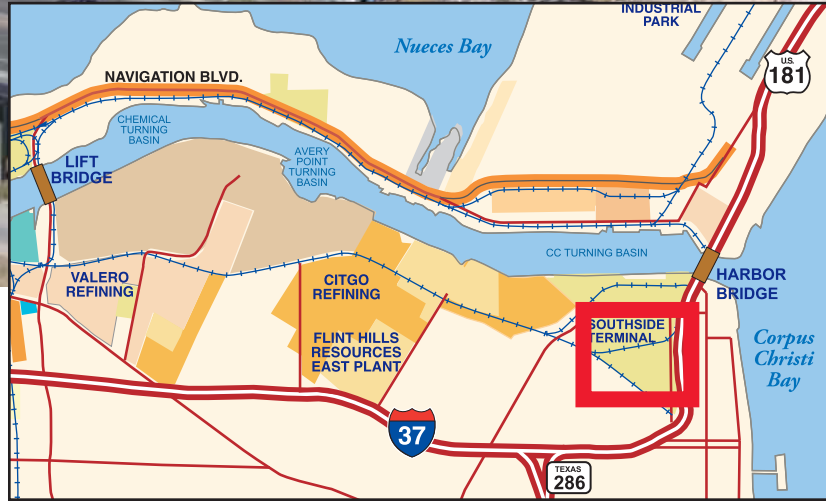 INDUSTRIAL
PARK
Nueces Bay
U.S.
181
NAVIGATION BLVD.
CHEMICAL
TURNING
BASIN
AVERY
POINT
TURNING
BASIN
LIFT
BRIDGE
CC TURNING BASIN
VALERO
REFINING
CITGO
REFINING
HARBOR
BRIDGE
FLINT HILLS
RESOURCES
EAST PLANT
SOUTHSIDE
TERMINAL
Corpus
Christi
Bay
37
TEXAS
286